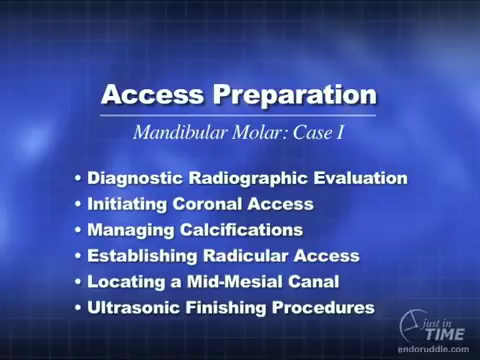 Access Preparation
Mandibular Molar: Case I
• Diagnostic Radiographic Evaluation
• Initiating Coronal Access
• Managing Calcifications
• Establishing Radicular Access
• Locating a Mid-Mesial Canal
• Ultrasonic Finishing Procedures
just in
TIME
endoruddle.com